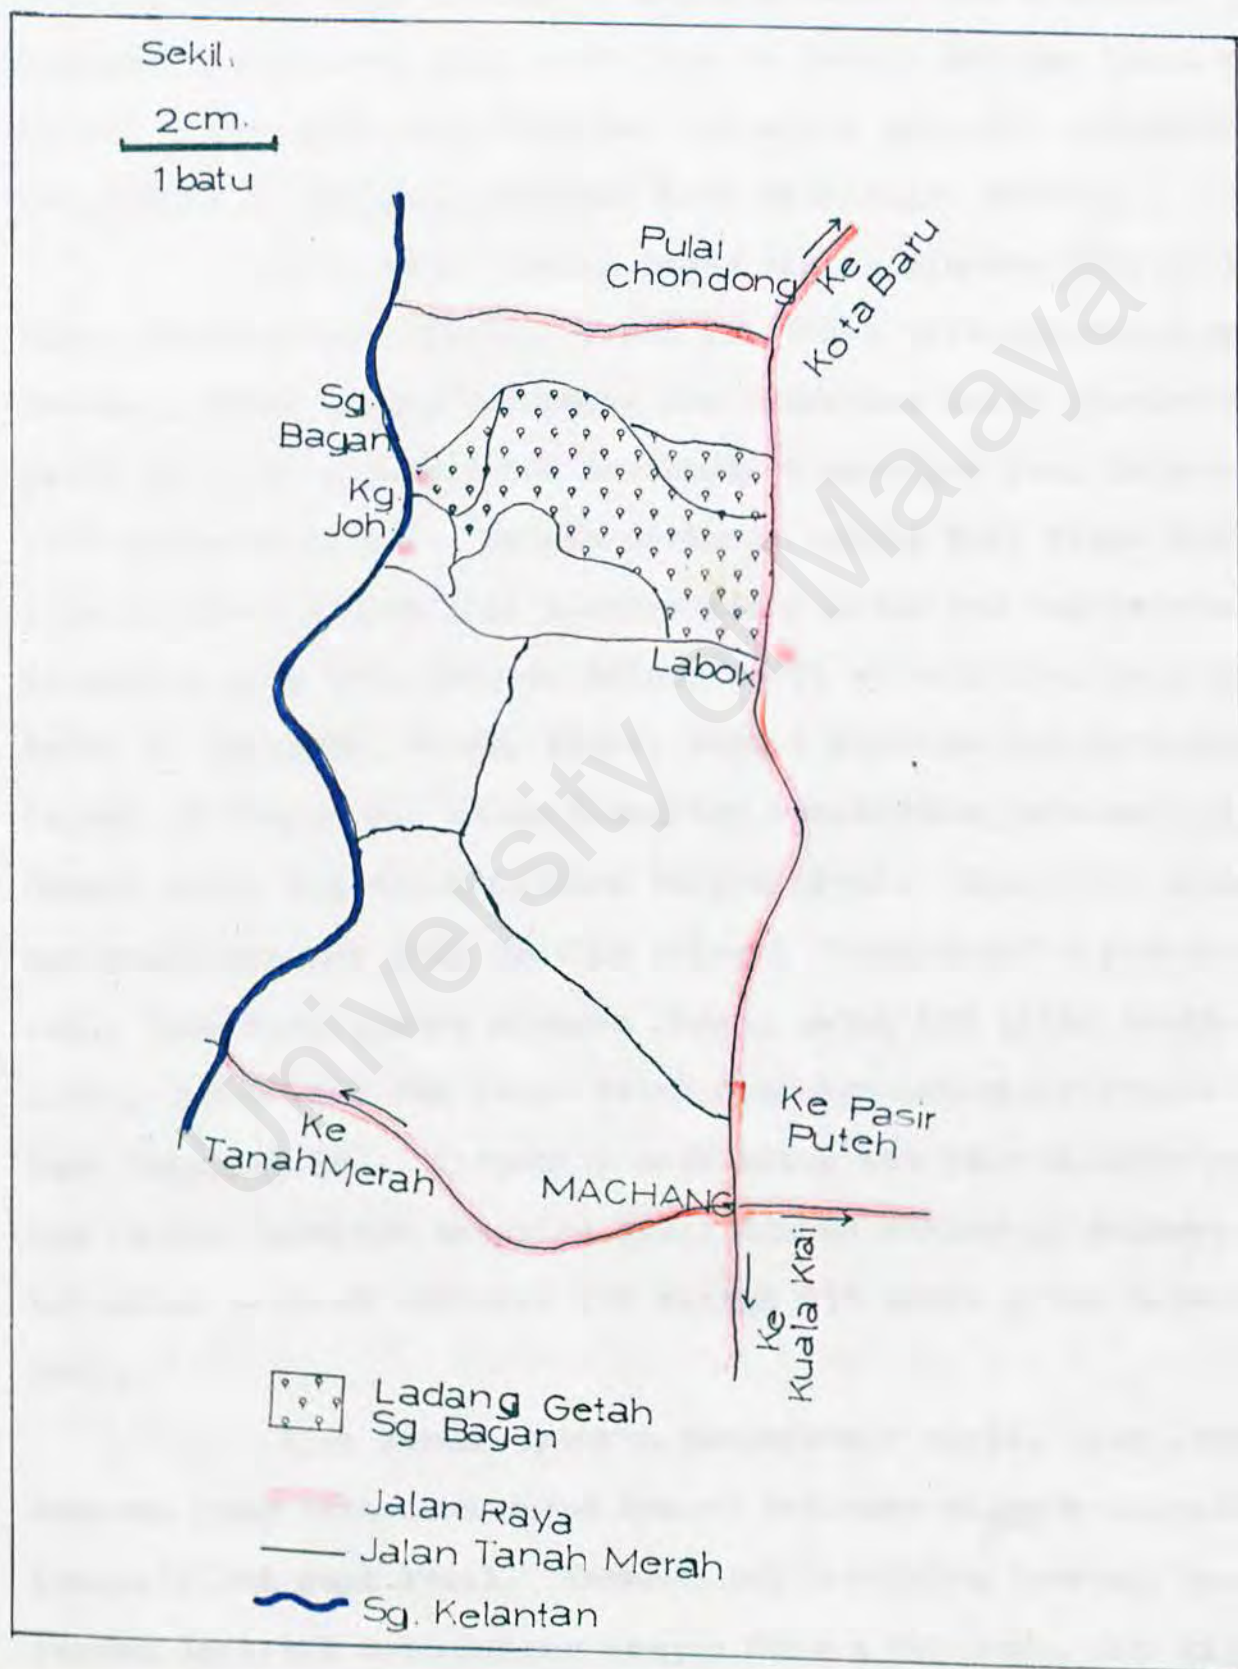 Sekil.
2cm.
1 batu
Pulai
Chondong
Ke
Kota Baru
Sg.
Bagan
Kg.
Joh.
Labok
Ke Pasir
Puteh
Ke
Tanah Merah
MACHANG
Ke
Kuala Krai
Ladang Getah
Sg Bagan
Jalan Raya
Jalan Tanah Merah
Sg. Kelantan
University of Malaya